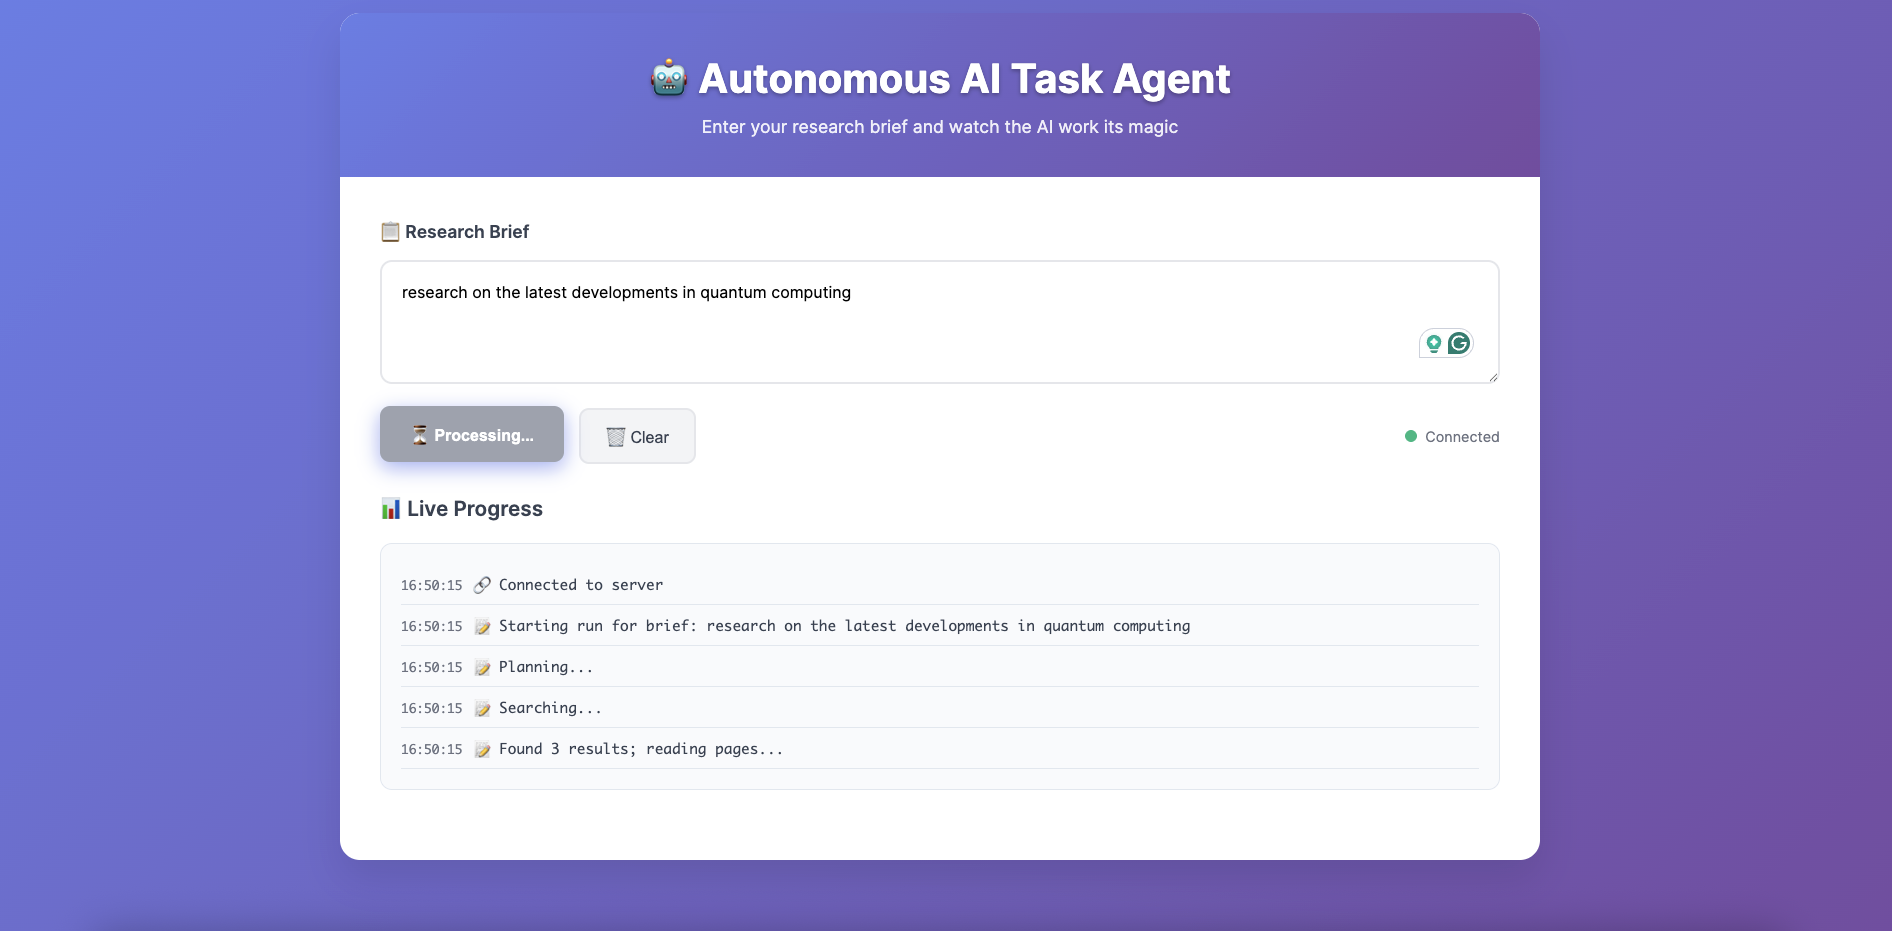 🤖 Autonomous AI Task Agent
Enter your research brief and watch the AI work its magic
📋 Research Brief
research on the latest developments in quantum computing
⏳ Processing...
🗑️ Clear
Connected
📊 Live Progress
16:50:15 🔗 Connected to server
16:50:15 📝 Starting run for brief: research on the latest developments in quantum computing
16:50:15 📝 Planning...
16:50:15 📝 Searching...
16:50:15 📝 Found 3 results; reading pages...